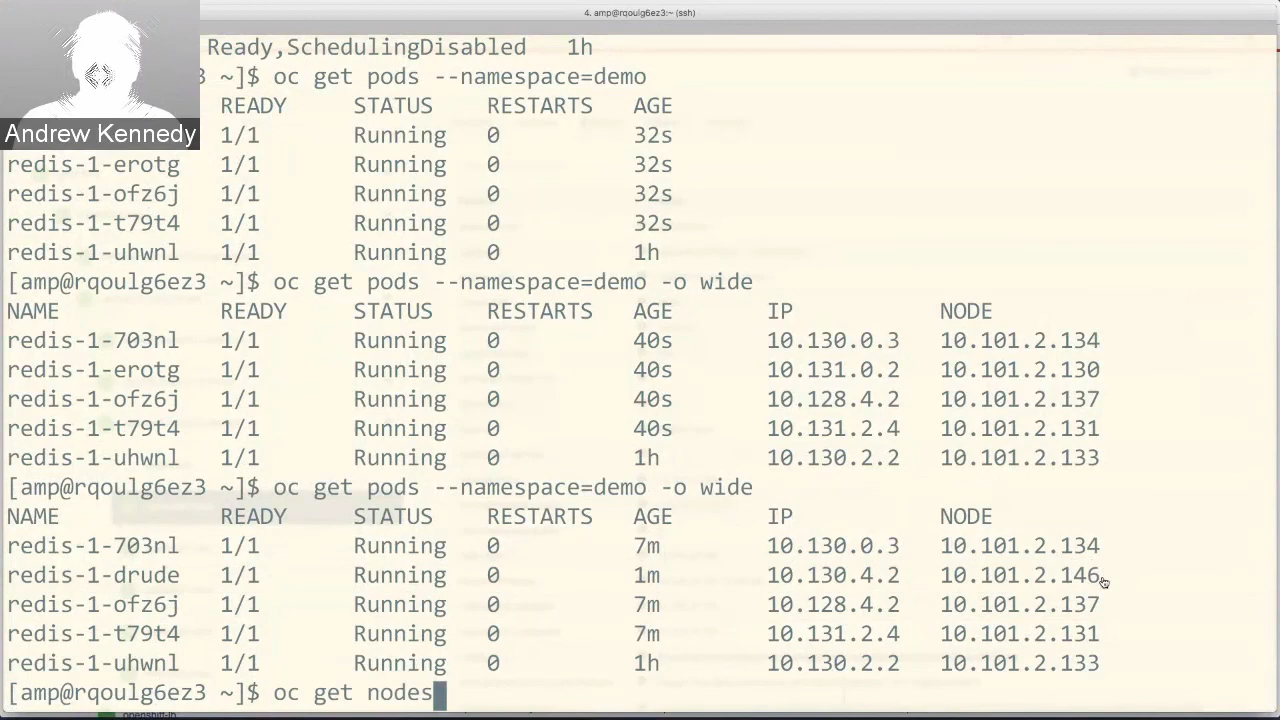 4. amp@rqoulg6ez3:~ (ssh)
Ready,SchedulingDisabled 1h
3 ~]$ oc get pods --namespace=demo
READY STATUS RESTARTS AGE
Andrew Kennedy
1/1 Running 0 32s
redis-1-erotg 1/1 Running 0 32s
redis-1-ofz6j 1/1 Running 0 32s
redis-1-t79t4 1/1 Running 0 32s
redis-1-uhwnl 1/1 Running 0 1h
[amp@rqoulg6ez3 ~]$ oc get pods --namespace=demo -o wide
NAME READY STATUS RESTARTS AGE IP NODE
redis-1-703nl 1/1 Running 0 40s 10.130.0.3 10.101.2.134
redis-1-erotg 1/1 Running 0 40s 10.131.0.2 10.101.2.130
redis-1-ofz6j 1/1 Running 0 40s 10.128.4.2 10.101.2.137
redis-1-t79t4 1/1 Running 0 40s 10.131.2.4 10.101.2.131
redis-1-uhwnl 1/1 Running 0 1h 10.130.2.2 10.101.2.133
[amp@rqoulg6ez3 ~]$ oc get pods --namespace=demo -o wide
NAME READY STATUS RESTARTS AGE IP NODE
redis-1-703nl 1/1 Running 0 7m 10.130.0.3 10.101.2.134
redis-1-drude 1/1 Running 0 1m 10.130.4.2 10.101.2.146
redis-1-ofz6j 1/1 Running 0 7m 10.128.4.2 10.101.2.137
redis-1-t79t4 1/1 Running 0 7m 10.131.2.4 10.101.2.131
redis-1-uhwnl 1/1 Running 0 1h 10.130.2.2 10.101.2.133
[amp@rqoulg6ez3 ~]$ oc get nodes